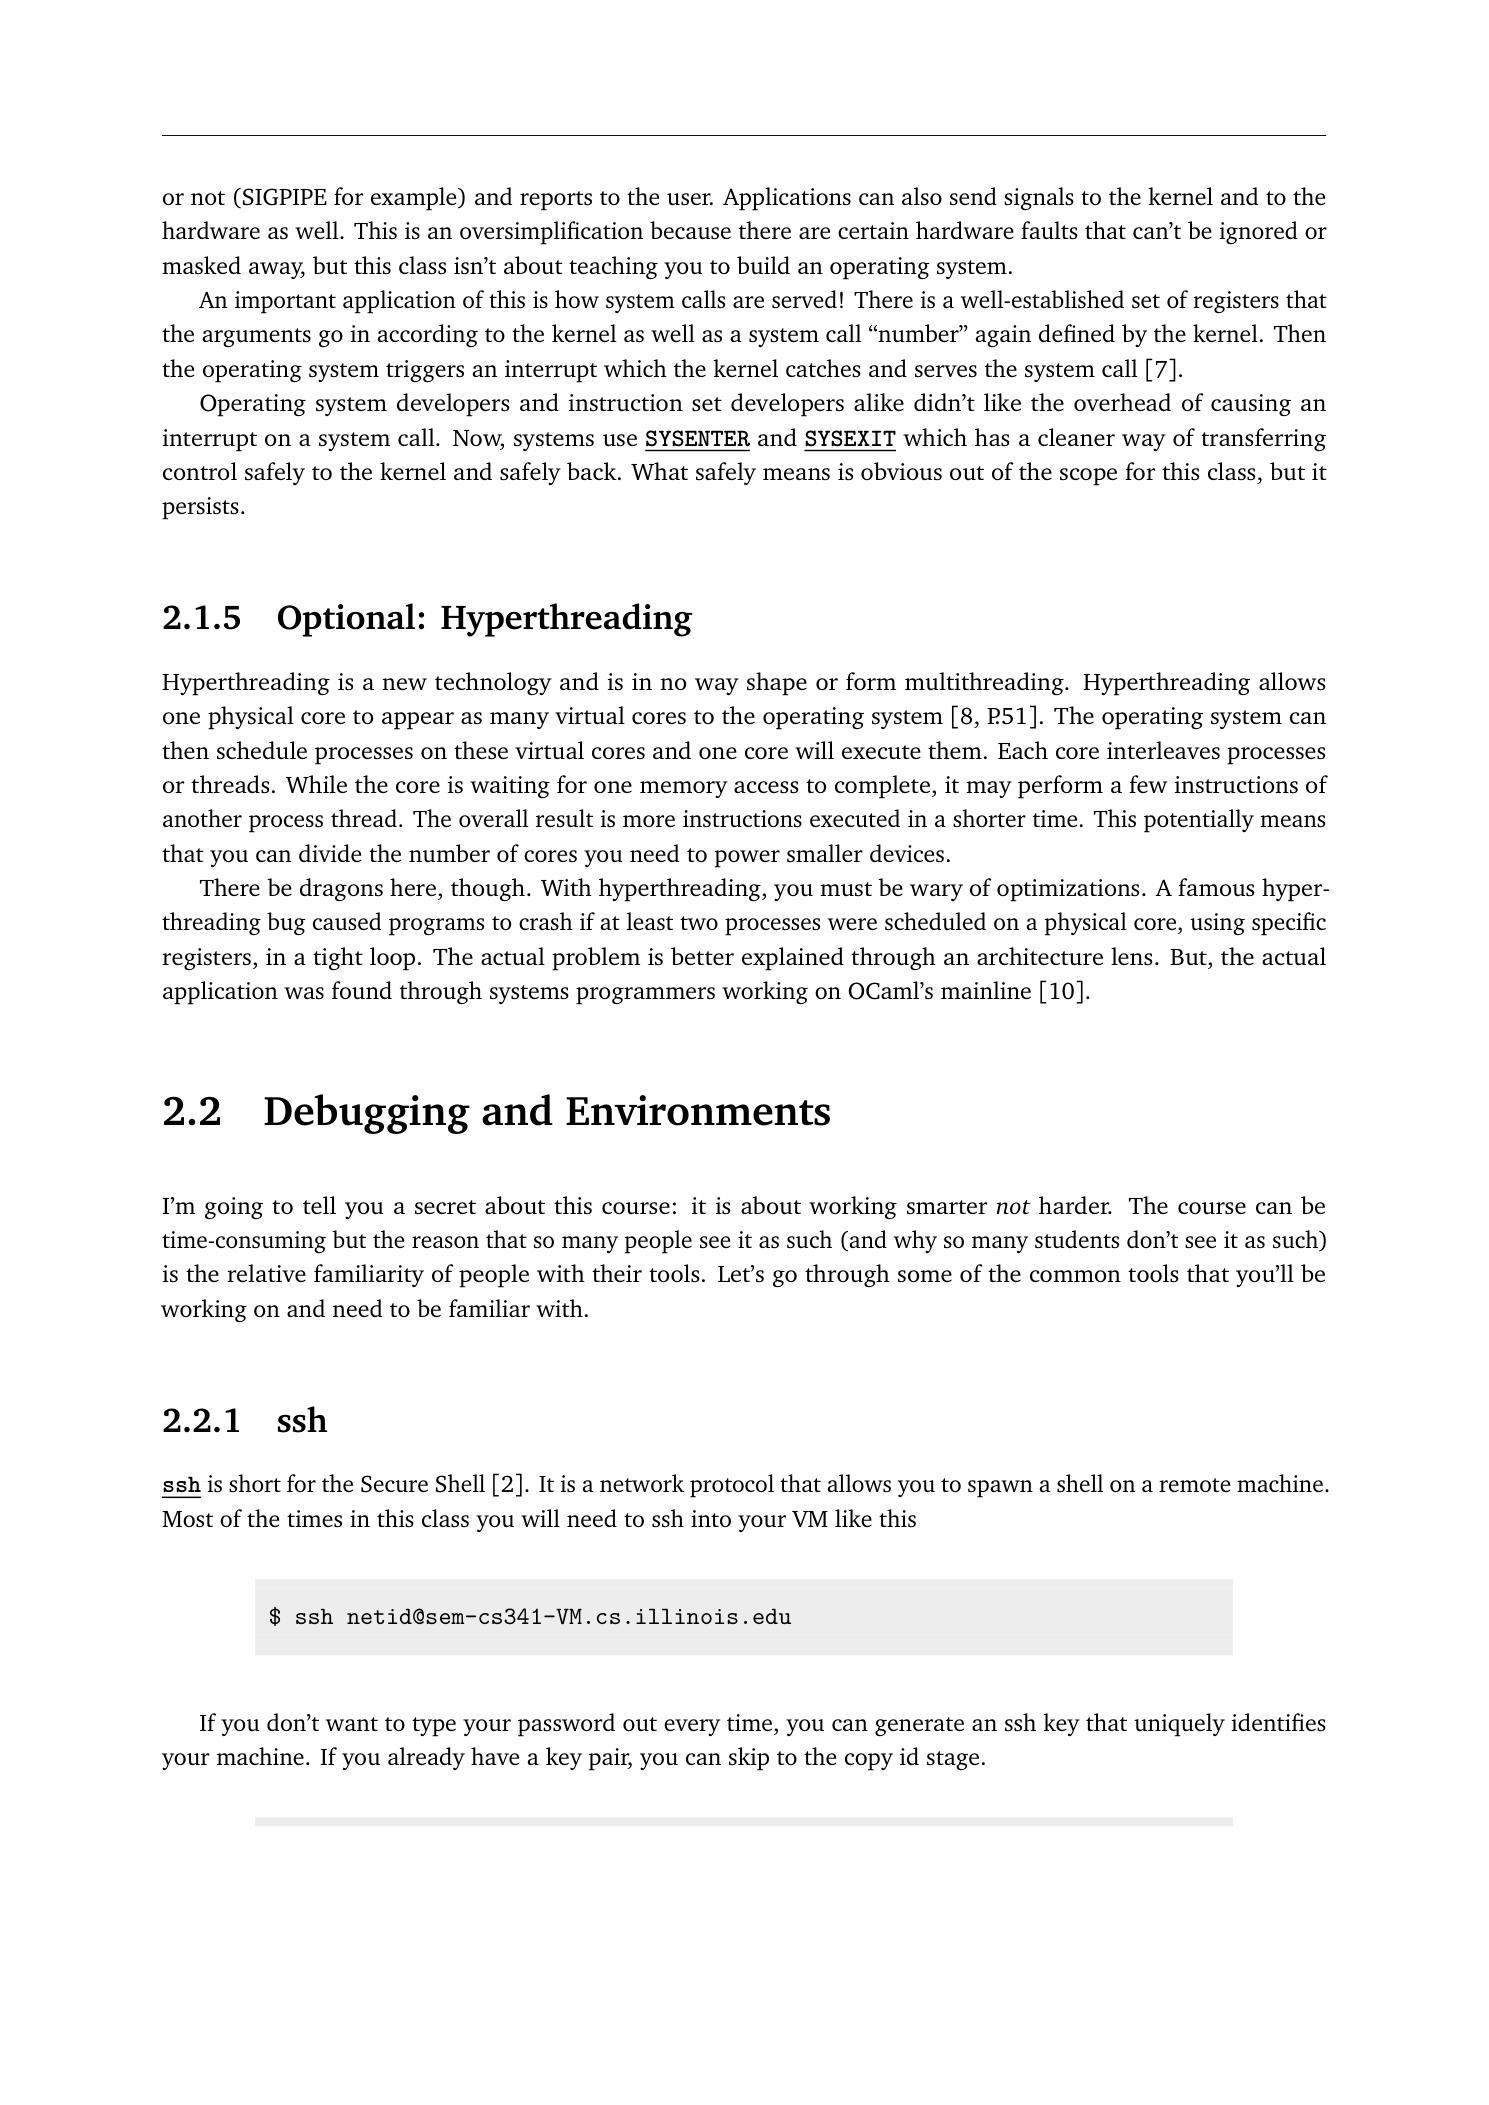 or not (SIGPIPE for example) and reports to the user. Applications can also send signals to the kernel and to the
hardware as well. This is an oversimplification because there are certain hardware faults that can’t be ignored or
masked away, but this class isn’t about teaching you to build an operating system.
An important application of this is how system calls are served! There is a well-established set of registers that
the arguments go in according to the kernel as well as a system call “number” again defined by the kernel. Then
the operating system triggers an interrupt which the kernel catches and serves the system call [7].
Operating system developers and instruction set developers alike didn’t like the overhead of causing an
interrupt on a system call. Now, systems use SYSENTER and SYSEXIT which has a cleaner way of transferring
control safely to the kernel and safely back. What safely means is obvious out of the scope for this class, but it
persists.
2.1.5 Optional: Hyperthreading
Hyperthreading is a new technology and is in no way shape or form multithreading. Hyperthreading allows
one physical core to appear as many virtual cores to the operating system [8, P.51]. The operating system can
then schedule processes on these virtual cores and one core will execute them. Each core interleaves processes
or threads. While the core is waiting for one memory access to complete, it may perform a few instructions of
another process thread. The overall result is more instructions executed in a shorter time. This potentially means
that you can divide the number of cores you need to power smaller devices.
There be dragons here, though. With hyperthreading, you must be wary of optimizations. A famous hyper-
threading bug caused programs to crash if at least two processes were scheduled on a physical core, using specific
registers, in a tight loop. The actual problem is better explained through an architecture lens. But, the actual
application was found through systems programmers working on OCaml’s mainline [10].
2.2 Debugging and Environments
I’m going to tell you a secret about this course: it is about working smarter not harder. The course can be
time-consuming but the reason that so many people see it as such (and why so many students don’t see it as such)
is the relative familiarity of people with their tools. Let’s go through some of the common tools that you’ll be
working on and need to be familiar with.
2.2.1 ssh
ssh is short for the Secure Shell [2]. It is a network protocol that allows you to spawn a shell on a remote machine.
Most of the times in this class you will need to ssh into your VM like this
$ ssh netid@sem-cs341-VM.cs.illinois.edu
If you don’t want to type your password out every time, you can generate an ssh key that uniquely identifies
your machine. If you already have a key pair, you can skip to the copy id stage.